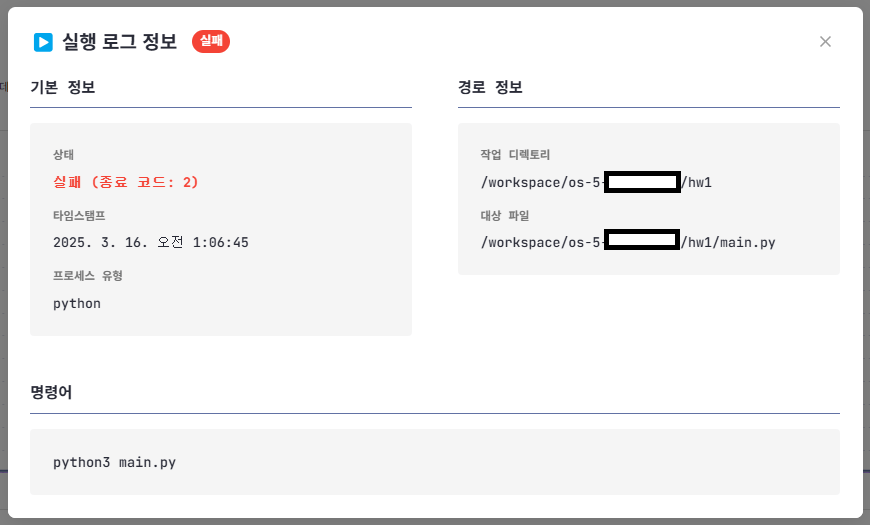 실행 로그 정보 실패
기본 정보
상태
실패 (종료 코드: 2)
타임스탬프
2025. 3. 16. 오전 1:06:45
프로세스 유형
python
경로 정보
작업 디렉토리
/workspace/os-5- /hw1
대상 파일
/workspace/os-5- /hw1/main.py
명령어
python3 main.py